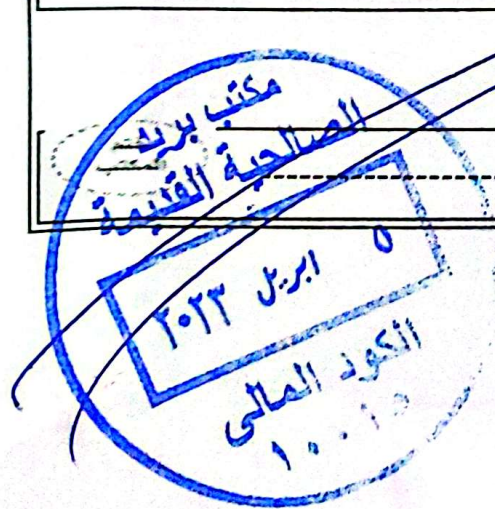 مكتب بريد
الصالحية القديمة
٥ ابريل ٢٠٢٣
الكود المالى